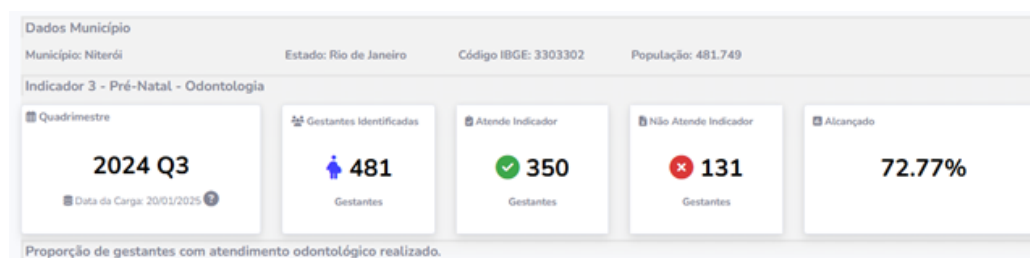 Dados Município
Município: Niterói Estado: Rio de Janeiro Código IBGE: 3303302 População: 481.749
Indicador 3 - Pré-Natal - Odontologia
Quadrimestre
2024 Q3
Data da Carga: 20/01/2025
Gestantes Identificadas
481
Gestantes
Atende Indicador
350
Gestantes
Não Atende Indicador
131
Gestantes
Alcançado
72.77%
Proporção de gestantes com atendimento odontológico realizado.